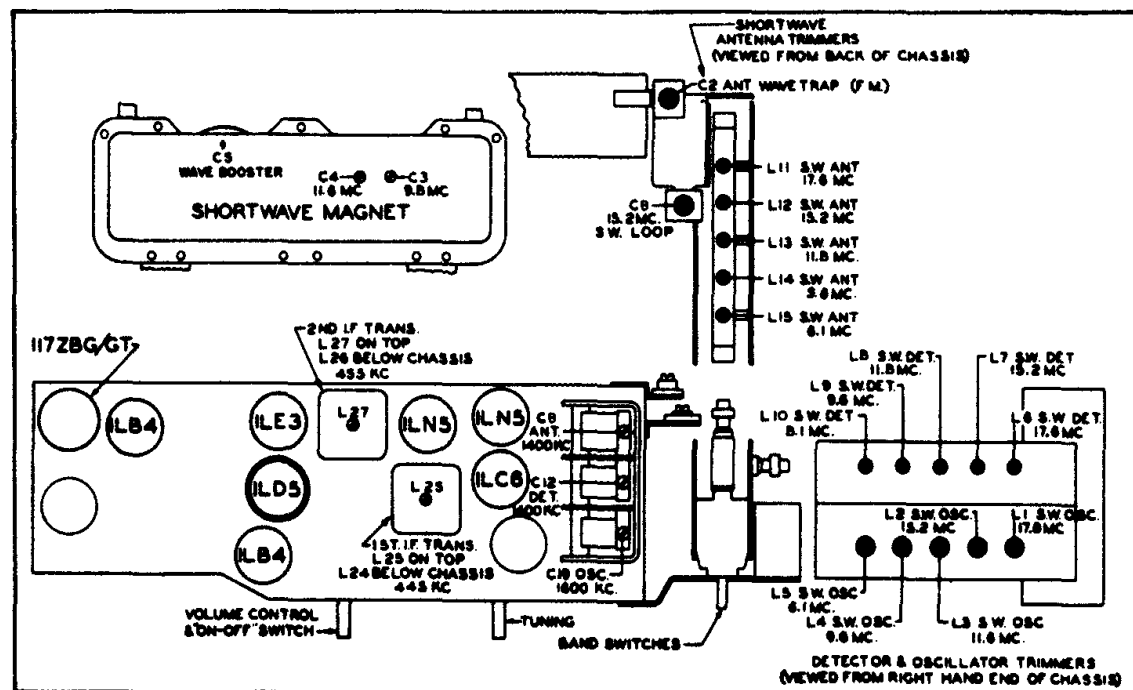 SHORTWAVE
ANTENNA TRIMMERS
(VIEWED FROM BACK OF CHASSIS)
C2 ANT WAVE TRAP (F M.)
C5
WAVE BOOSTER
C4
11.6 MC
C3
9.8 MC
SHORTWAVE MAGNET
C8
15.2 MC.
S.W. LOOP
L11 S.W ANT
17.6 MC
L12 S.W ANT
15.2 MC
L13 S.W ANT
11.8 MC.
L14 S.W ANT
9.6 MC.
L15 S.W ANT
6.1 MC
117ZBG/GT
2ND I.F TRANS.
L27 ON TOP
L26 BELOW CHASSIS
455 KC
1LB4
1LE3
L27
1LN5
1LN5
1LD5
L25
1LC6
1LB4
C9
ANT.
1400 KC
C12
DET.
1400 KC
C19 OSC.
1600 KC.
1ST. I.F. TRANS.
L25 ON TOP
L24 BELOW CHASSIS
445 KC
VOLUME CONTROL
&"ON-OFF" SWITCH
TUNING
BAND SWITCHES
L8 S.W. DET.
11.8 MC.
L7 S.W. DET
15.2 MC
L9 S.W. DET.
9.6 MC.
L10 S.W. DET
6.1 MC
L6 S.W. DET.
17.6 MC
L2 S.W. OSC.
15.2 MC
L1 S.W. OSC.
17.8 MC
L5 S.W. OSC
6.1 MC.
L4 S.W. OSC
9.6 MC.
L3 S.W. OSC
11.6 MC.
DETECTOR & OSCILLATOR TRIMMERS
(VIEWED FROM RIGHT HAND END OF CHASSIS)